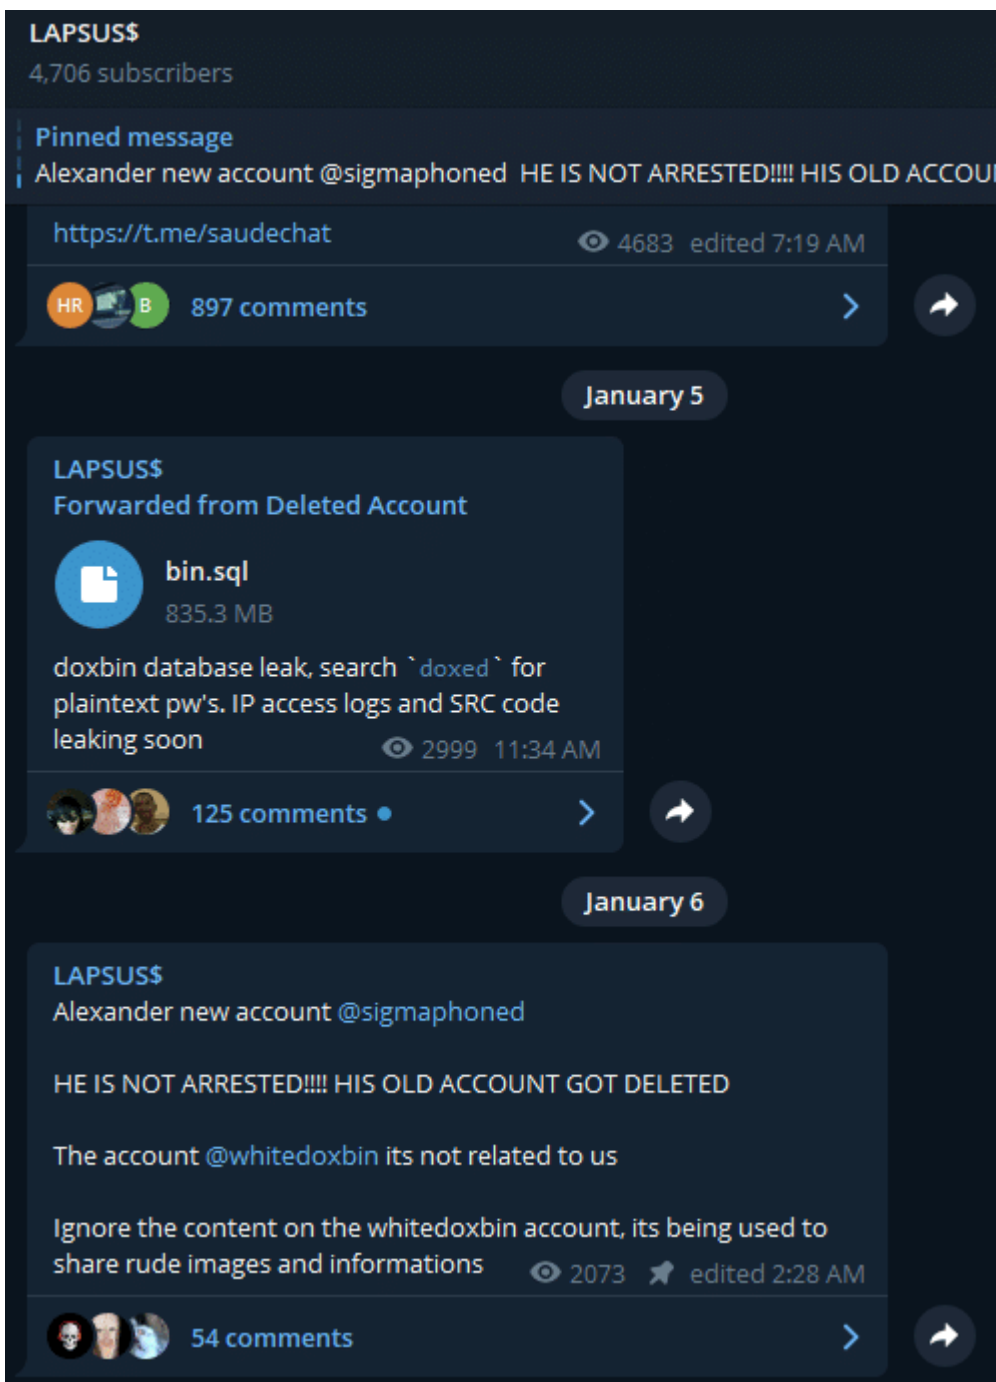 LAPSUS$
4,706 subscribers
Pinned message
Alexander new account @sigmaphoned HE IS NOT ARRESTED!!!! HIS OLD ACCOU
https://t.me/saudechat
4683 edited 7:19 AM
HR B 897 comments
January 5
LAPSUS$
Forwarded from Deleted Account
bin.sql
835.3 MB
doxbin database leak, search `doxed` for
plaintext pw's. IP access logs and SRC code
leaking soon 2999 11:34 AM
125 comments
January 6
LAPSUS$
Alexander new account @sigmaphoned
HE IS NOT ARRESTED!!!! HIS OLD ACCOUNT GOT DELETED
The account @whitedoxbin its not related to us
Ignore the content on the whitedoxbin account, its being used to
share rude images and informations 2073 edited 2:28 AM
54 comments